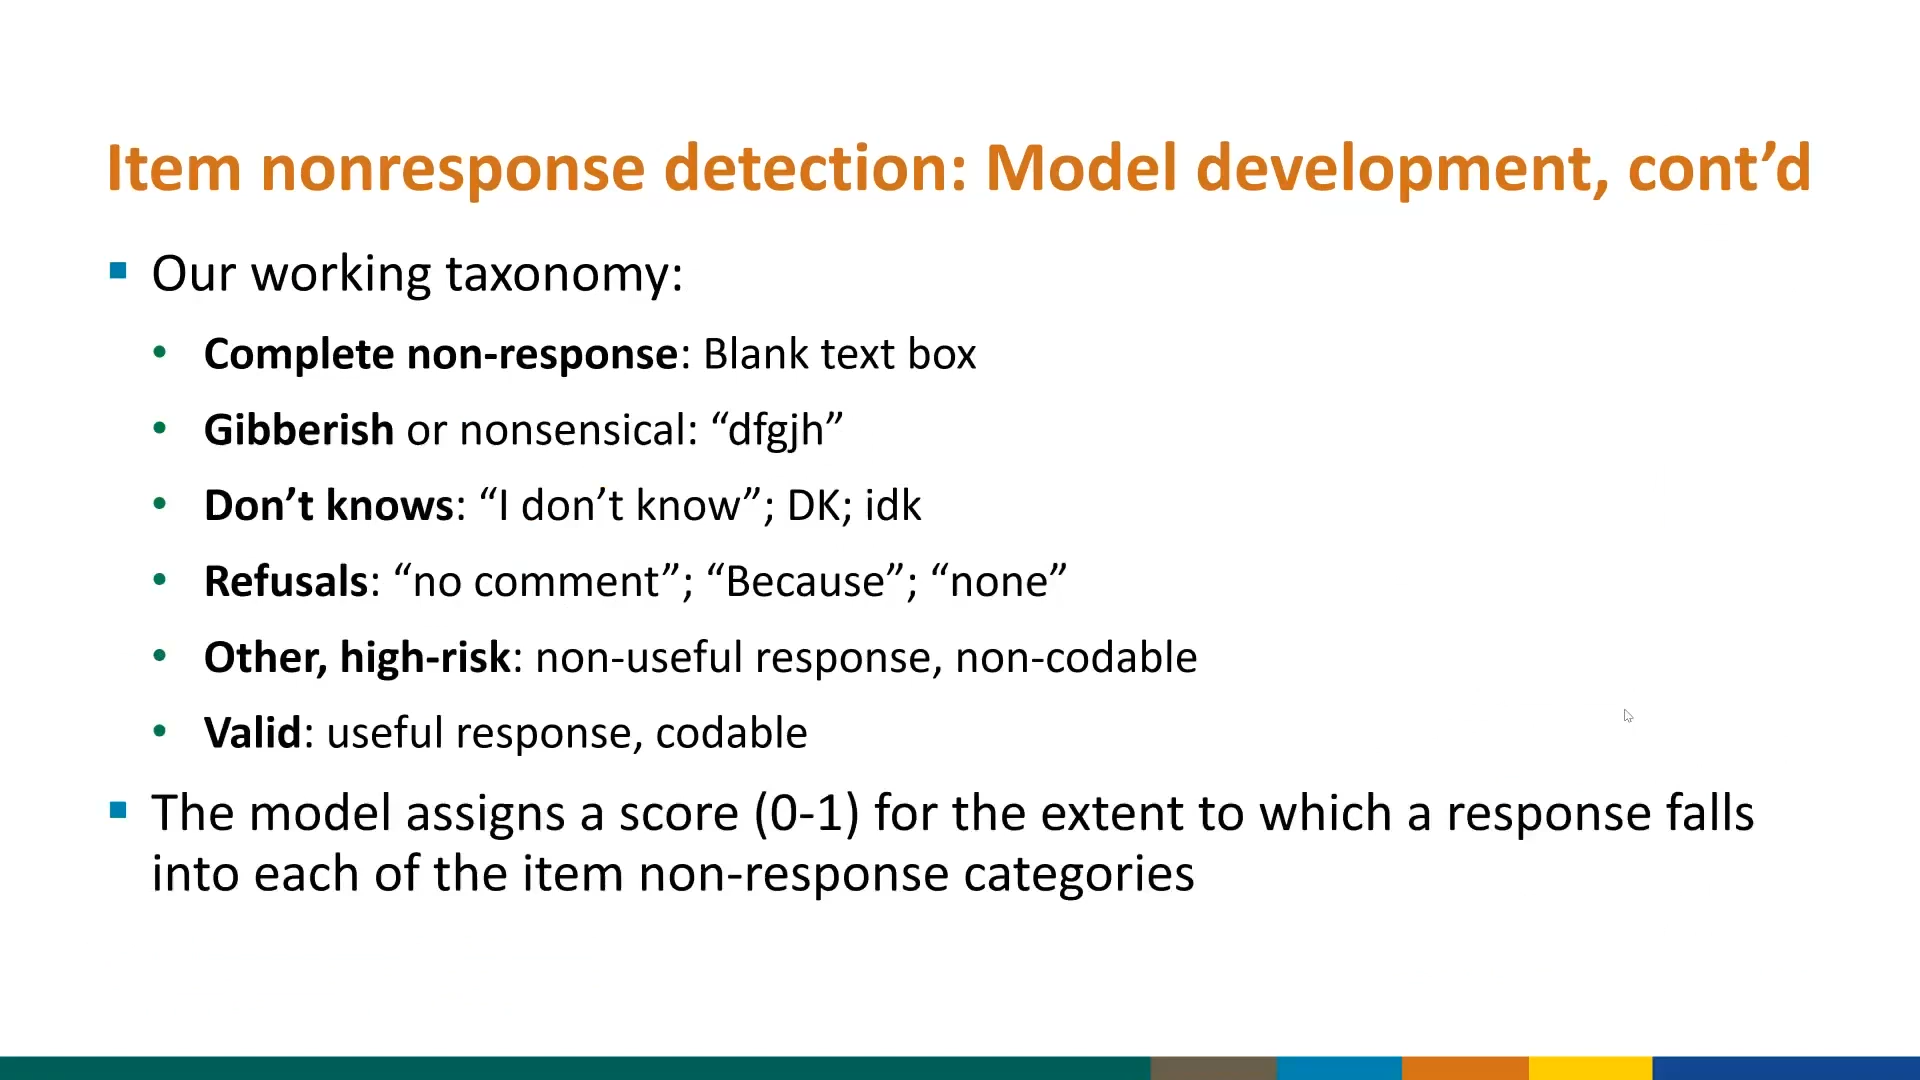 Item nonresponse detection: Model development, cont’d
Our working taxonomy:
Complete non-response: Blank text box
Gibberish or nonsensical: “dfgjh”
Don’t knows: “I don’t know”; DK; idk
Refusals: “no comment”; “Because”; “none”
Other, high-risk: non-useful response, non-codable
Valid: useful response, codable
The model assigns a score (0-1) for the extent to which a response falls
into each of the item non-response categories